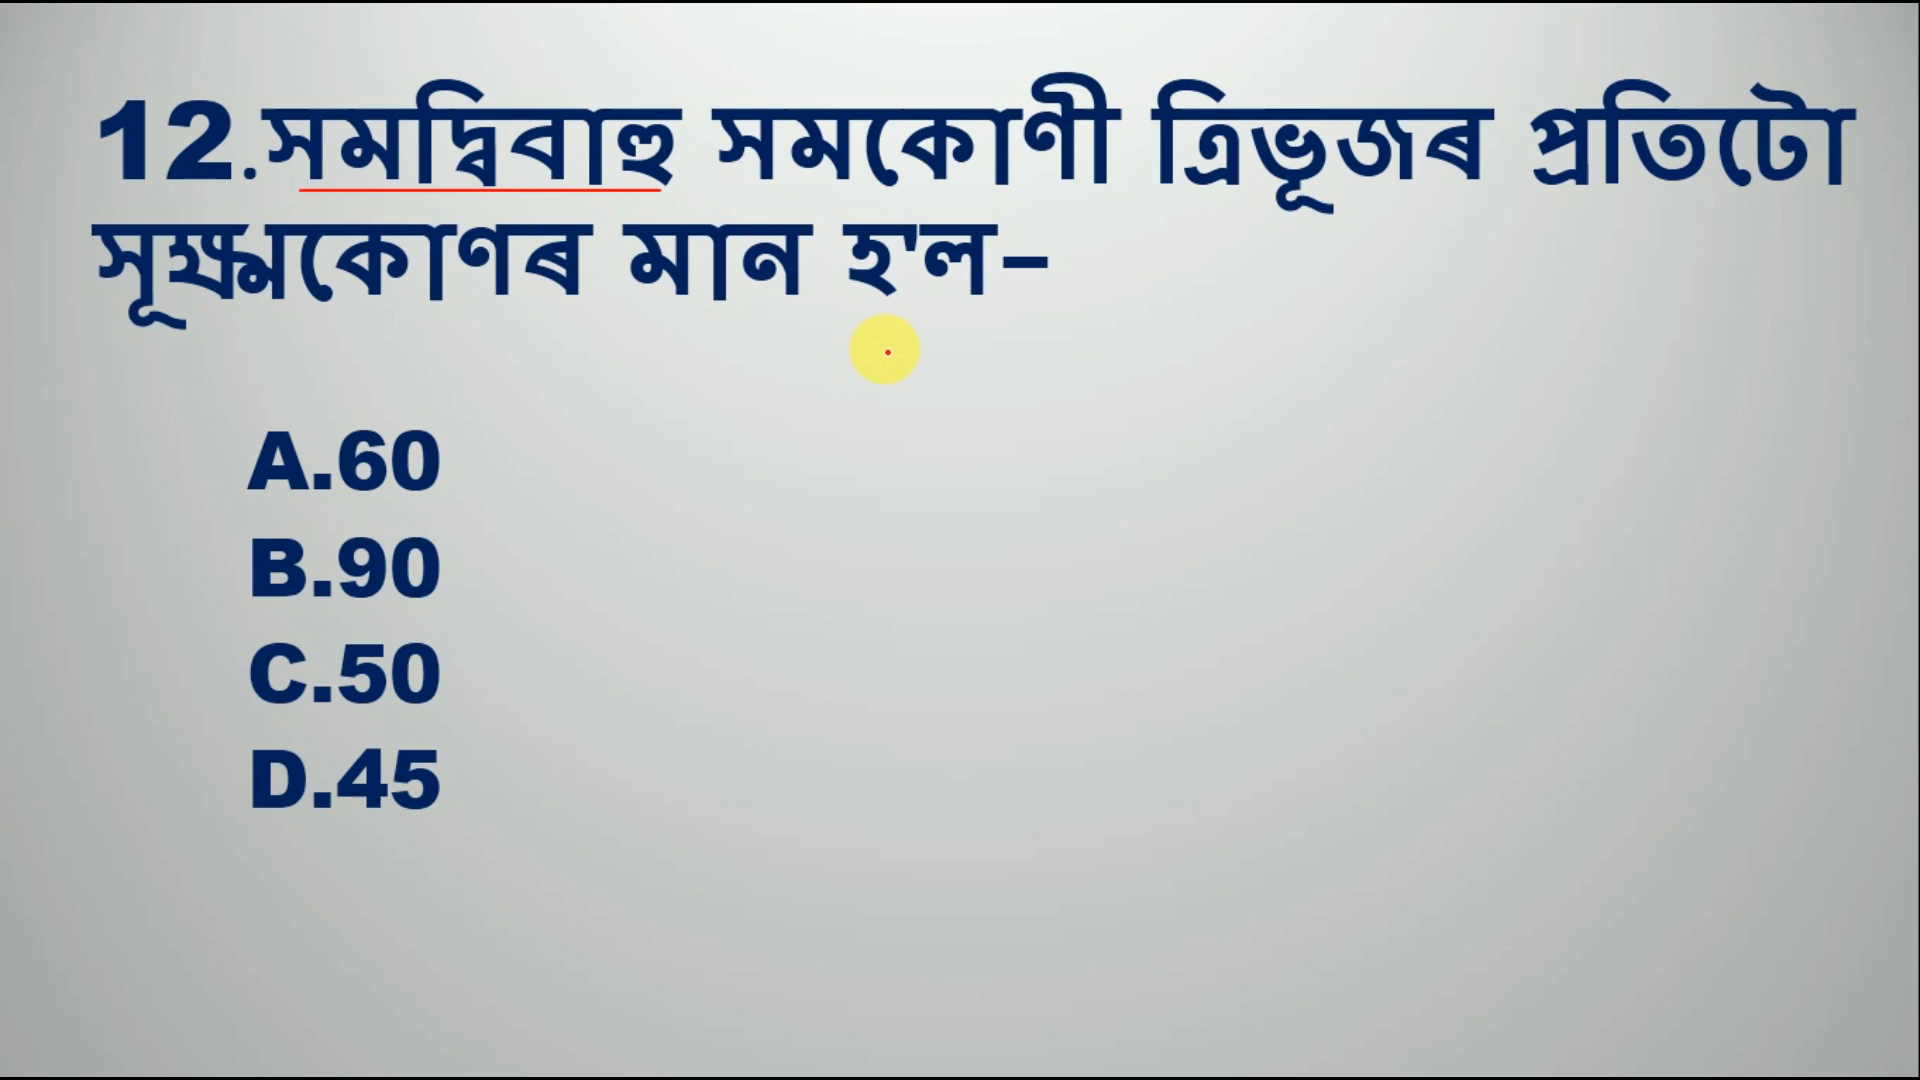 12.সমদ্বিবাহু সমকোণী ত্ৰিভূজৰ প্ৰতিটো
সূক্ষ্মকোণৰ মান হ'ল–
A.60
B.90
C.50
D.45